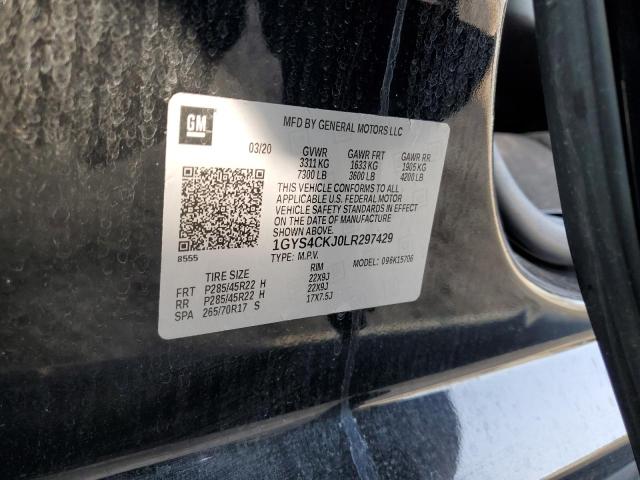 GM
MFD BY GENERAL MOTORS LLC
03/20 GVWR GAWR FRT GAWR RR
3311 KG 1633 KG 1905 KG
7300 LB 3600 LB 4200 LB
THIS VEHICLE CONFORMS TO ALL
APPLICABLE U.S. FEDERAL MOTOR
VEHICLE SAFETY STANDARDS IN EFFECT
ON THE DATE OF MANUFACTURE
SHOWN ABOVE.
1GYS4CKJ0LR297429
8555 TYPE: M.P.V. MODEL: 096K15706
TIRE SIZE RIM
FRT P285/45R22 H 22X9J
RR P285/45R22 H 22X9J
SPA 265/70R17 S 17X7.5J